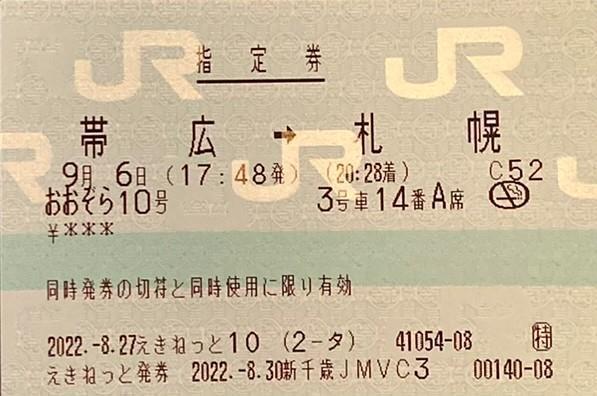 指定券
帯広 ➡ 札幌
9月 6日 (17:48発) (20:28着) C52
おおぞら10号 3号車14番A席
¥***
同時発券の切符と同時使用に限り有効
2022.-8.27えきねっと10 (2-タ) 41054-08 特
えきねっと発券 2022.-8.30新千歳JMVC3 00140-08
JR JR JR JR JR